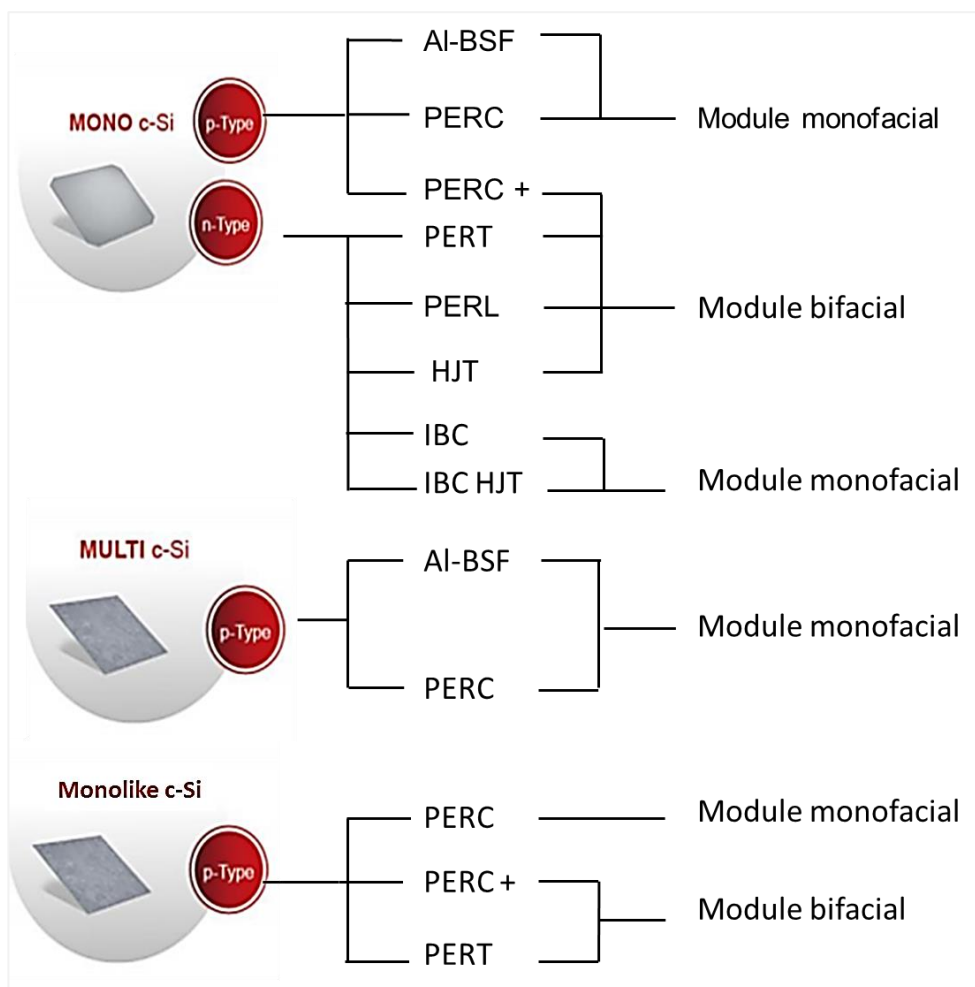 MONO c-Si
p-Type
n-Type
Al-BSF
PERC
Module monofacial
PERC +
PERT
PERL
HJT
Module bifacial
IBC
IBC HJT
Module monofacial
MULTI c-Si
p-Type
Al-BSF
PERC
Module monofacial
Monolike c-Si
p-Type
PERC
Module monofacial
PERC +
PERT
Module bifacial